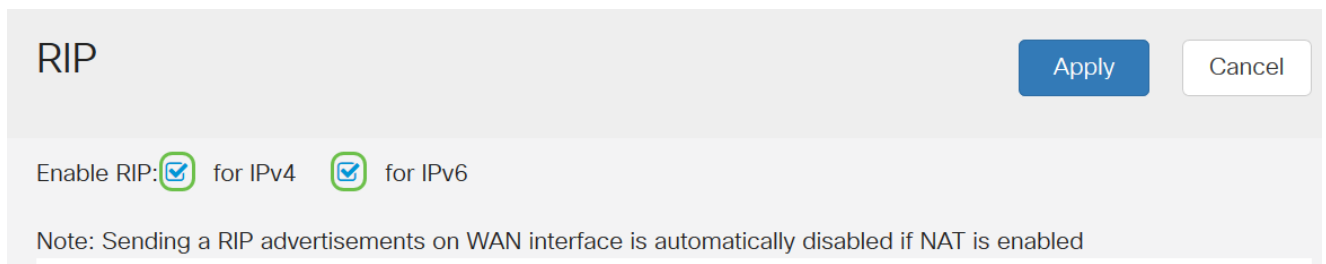 RIP
Apply
Cancel
Enable RIP: for IPv4 for IPv6
Note: Sending a RIP advertisements on WAN interface is automatically disabled if NAT is enabled